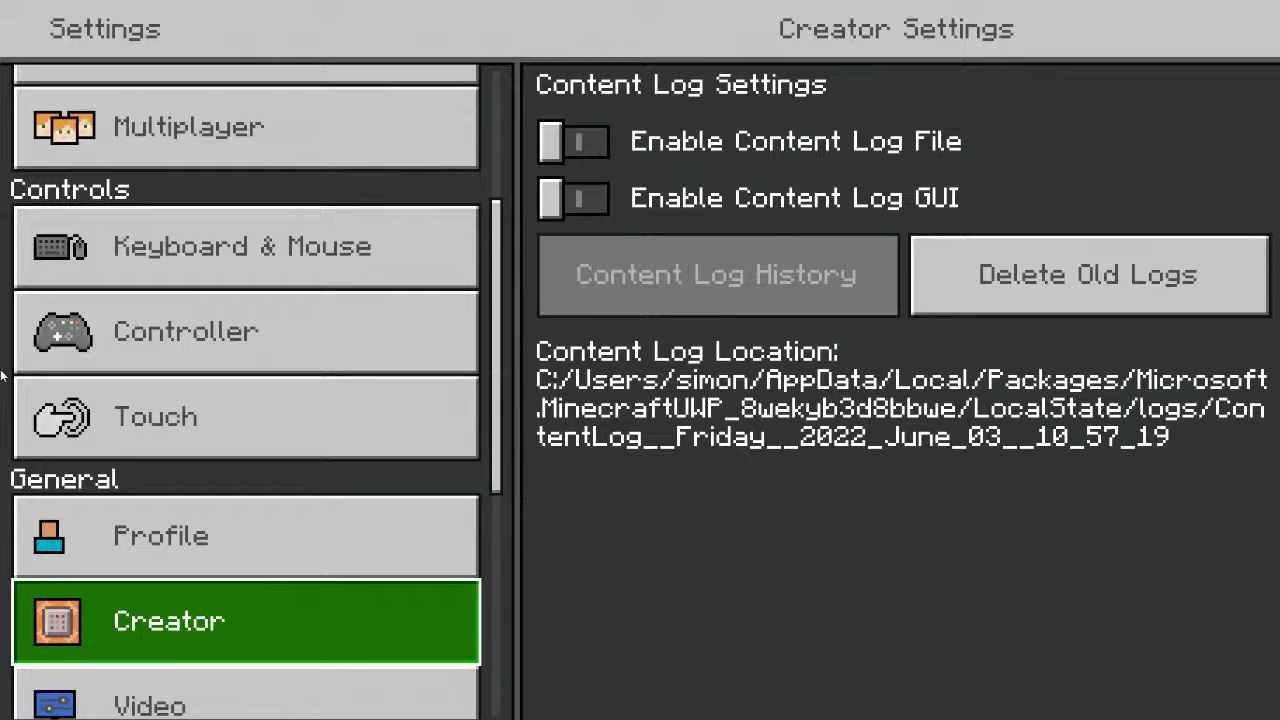 Settings
Creator Settings
Multiplayer
Controls
Keyboard & Mouse
Controller
Touch
General
Profile
Creator
Video
Content Log Settings
Enable Content Log File
Enable Content Log GUI
Content Log History
Delete Old Logs
Content Log Location:
C:/Users/simon/AppData/Local/Packages/Microsoft
.MinecraftUWP_8wekyb3d8bbwe/LocalState/logs/Con
tentLog__Friday__2022_June_03__10_57_19